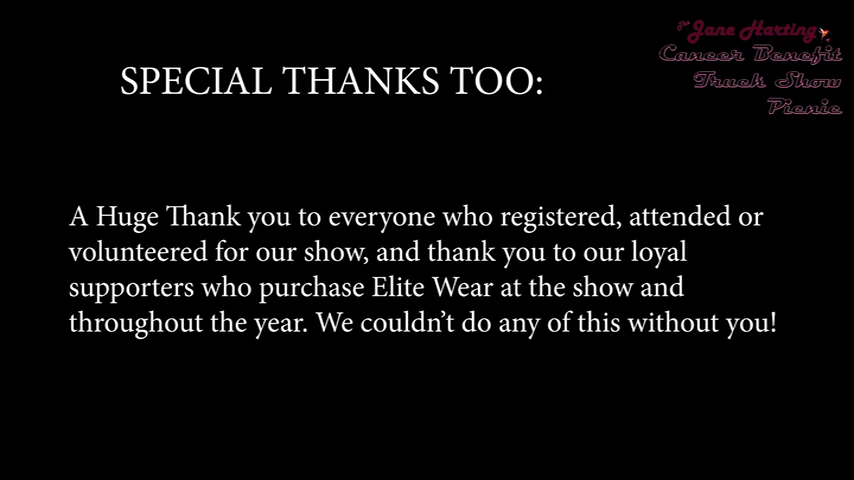 The Jane Harting
Cancer Benefit
Truck Show
Picnic
SPECIAL THANKS TOO:
A Huge Thank you to everyone who registered, attended or
volunteered for our show, and thank you to our loyal
supporters who purchase Elite Wear at the show and
throughout the year. We couldn't do any of this without you!